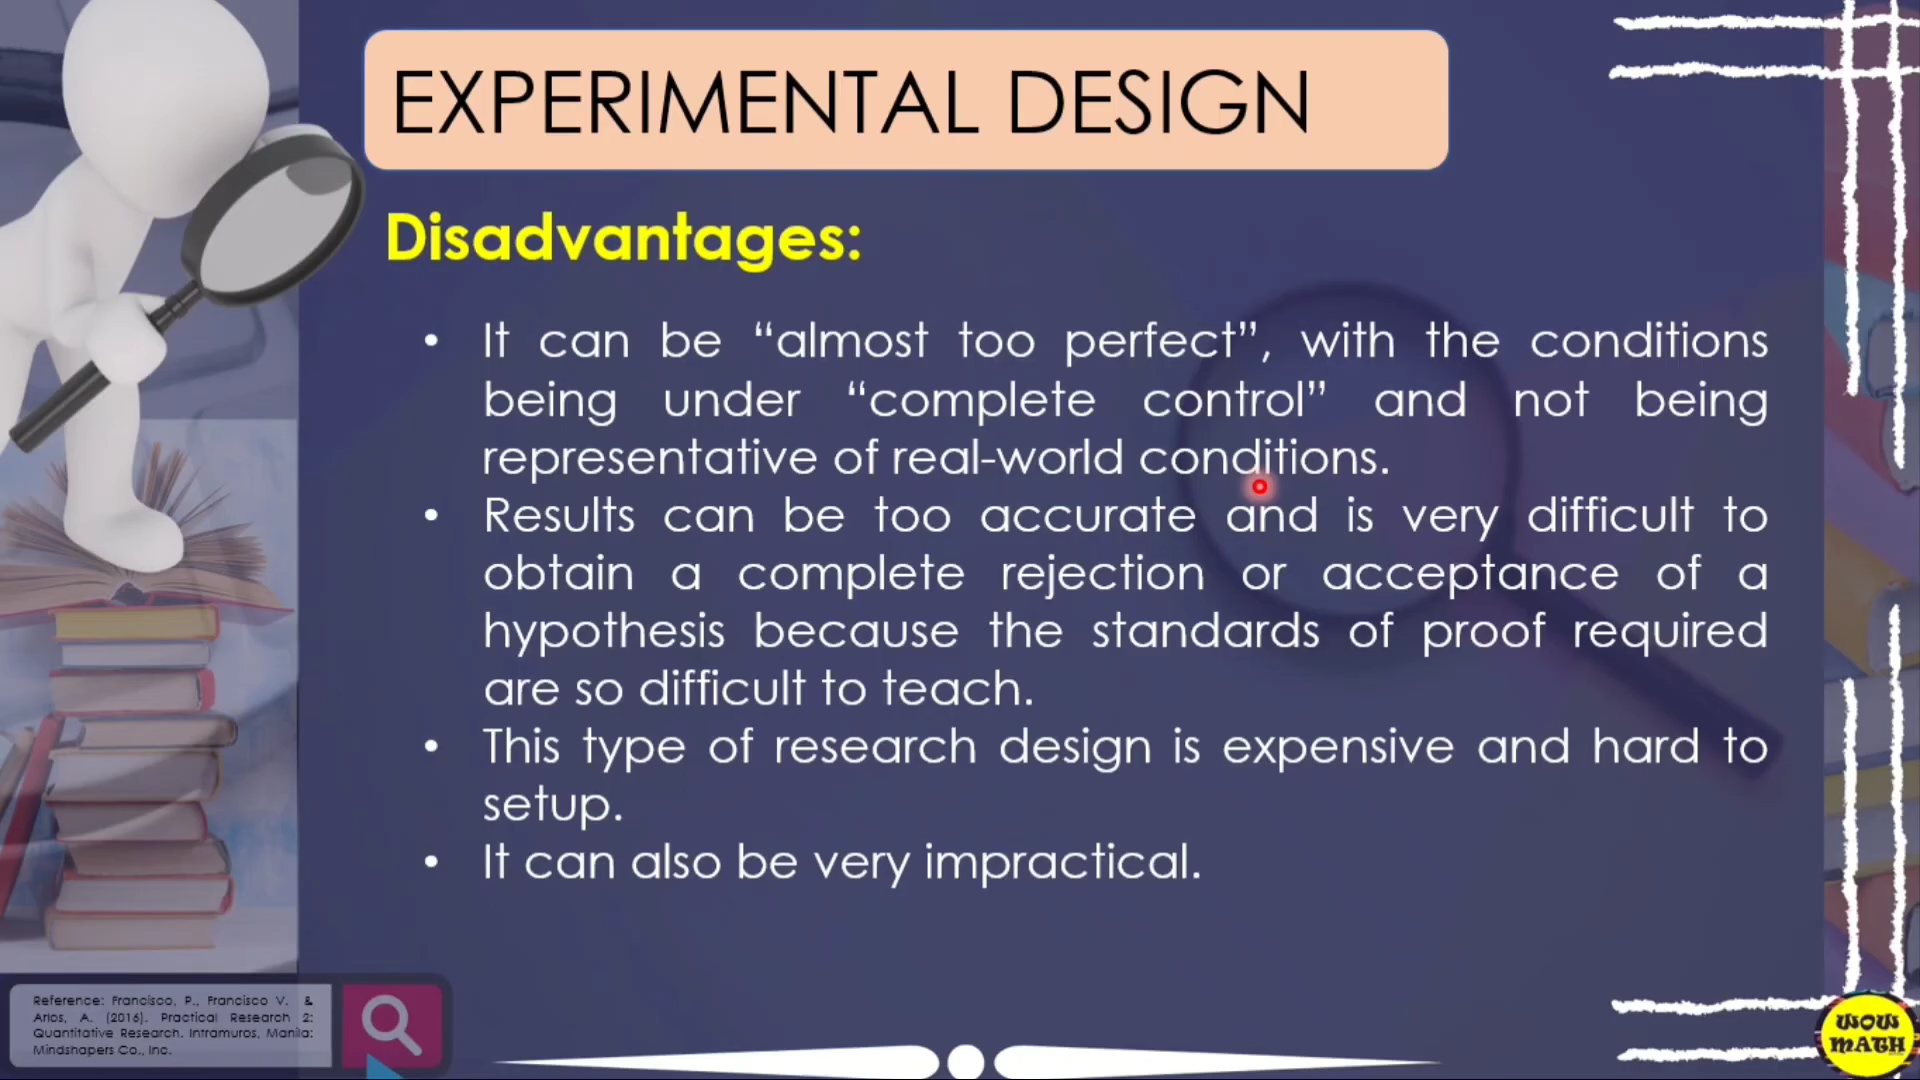 EXPERIMENTAL DESIGN
Disadvantages:
• It can be “almost too perfect”, with the conditions
being under “complete control” and not being
representative of real-world conditions.
• Results can be too accurate and is very difficult to
obtain a complete rejection or acceptance of a
hypothesis because the standards of proof required
are so difficult to teach.
• This type of research design is expensive and hard to
setup.
• It can also be very impractical.
Reference: Francisco, P., Francisco V. &
Arlos, A. (2016). Practical Research 2:
Quantitative Research. Intramuros, Manila:
Mindshapers Co., Inc.
WOW
MATH